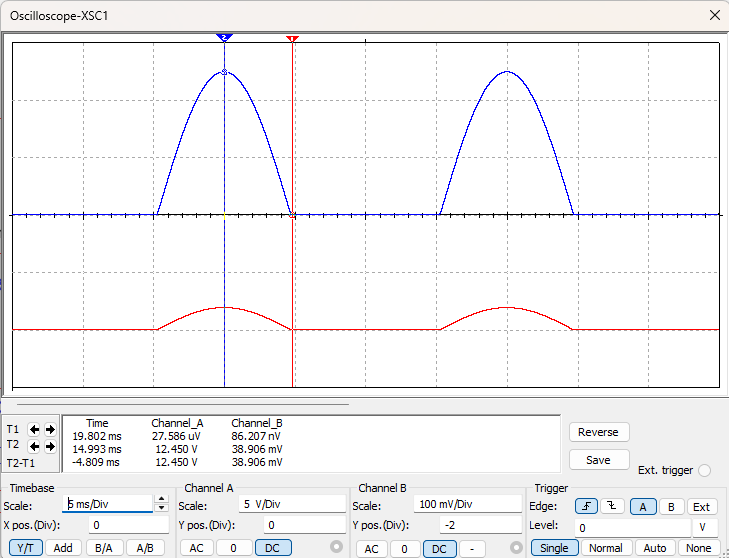 Oscilloscope-XSC1
2 1
T1 Time Channel_A Channel_B
19.802 ms 27.586 uV 86.207 nV
T2 14.993 ms 12.450 V 38.906 mV
T2-T1 -4.809 ms 12.450 V 38.906 mV
Reverse
Save
Ext. trigger
Timebase Channel A Channel B Trigger
Scale: 5 ms/Div Scale: 5 V/Div Scale: 100 mV/Div Edge: A B Ext
X pos.(Div): 0 Y pos.(Div): 0 Y pos.(Div): -2 Level: 0 V
Y/T Add B/A A/B AC 0 DC AC 0 DC - Single Normal Auto None